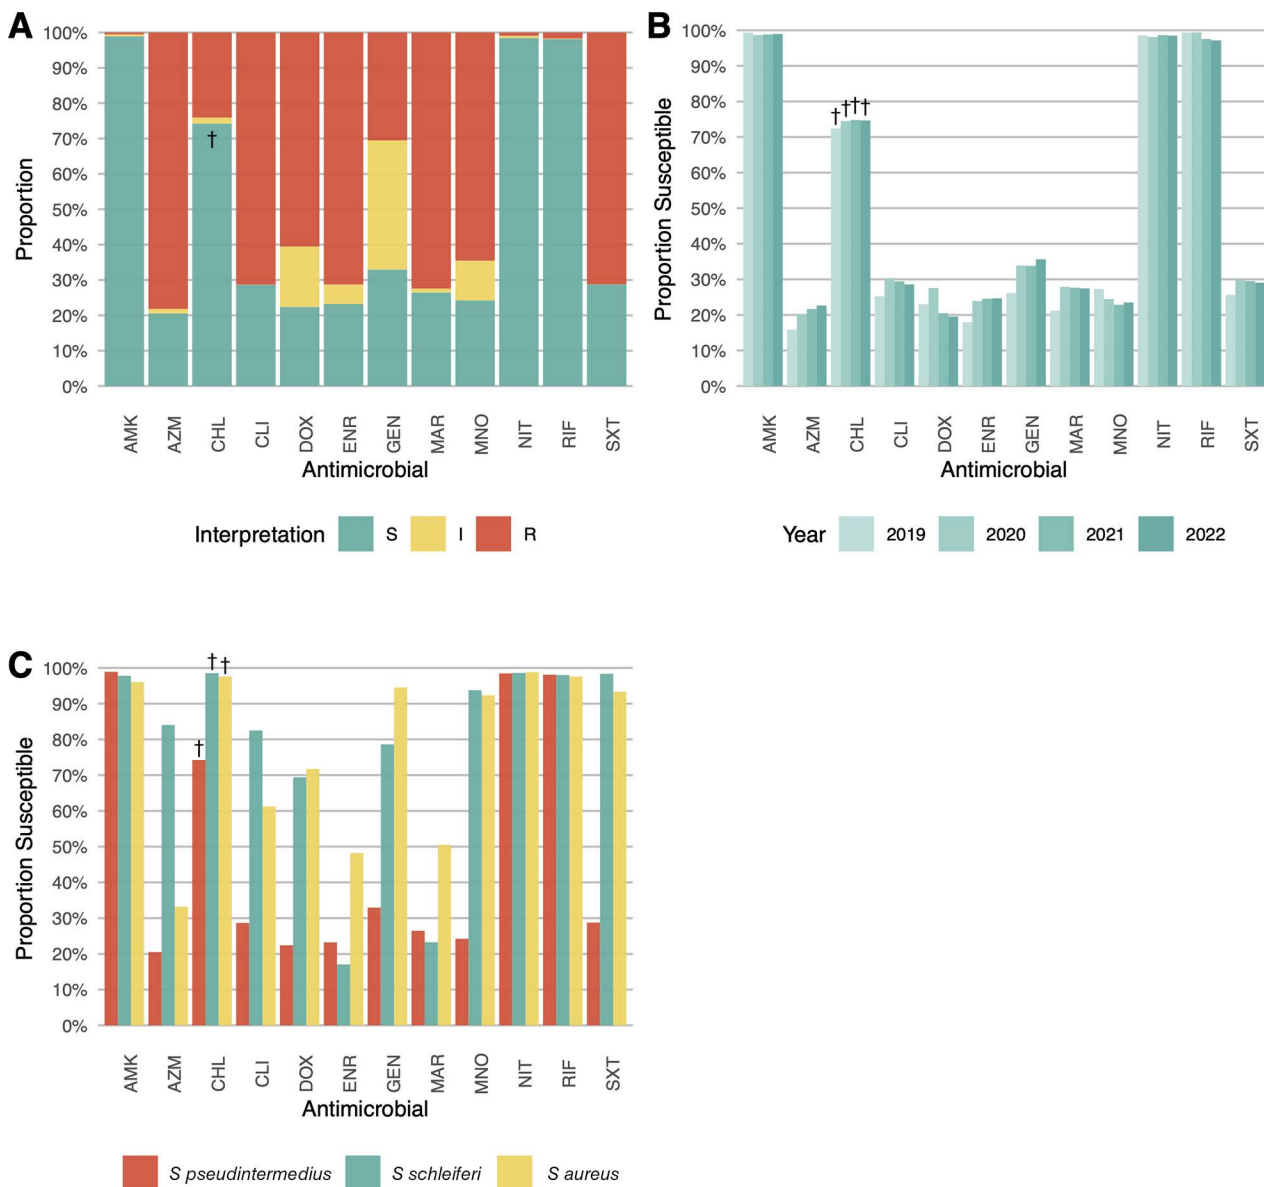 A
100%
90%
80%
70%
60%
50%
40%
30%
20%
10%
0%
Proportion
†
AMK AZM CHL CLI DOX ENR GEN MAR MNO NIT RIF SXT
Antimicrobial
Interpretation S I R
B
100%
90%
80%
70%
60%
50%
40%
30%
20%
10%
0%
Proportion Susceptible
† † † †
AMK AZM CHL CLI DOX ENR GEN MAR MNO NIT RIF SXT
Antimicrobial
Year 2019 2020 2021 2022
C
100%
90%
80%
70%
60%
50%
40%
30%
20%
10%
0%
Proportion Susceptible
† † †
AMK AZM CHL CLI DOX ENR GEN MAR MNO NIT RIF SXT
Antimicrobial
S pseudintermedius S schleiferi S aureus